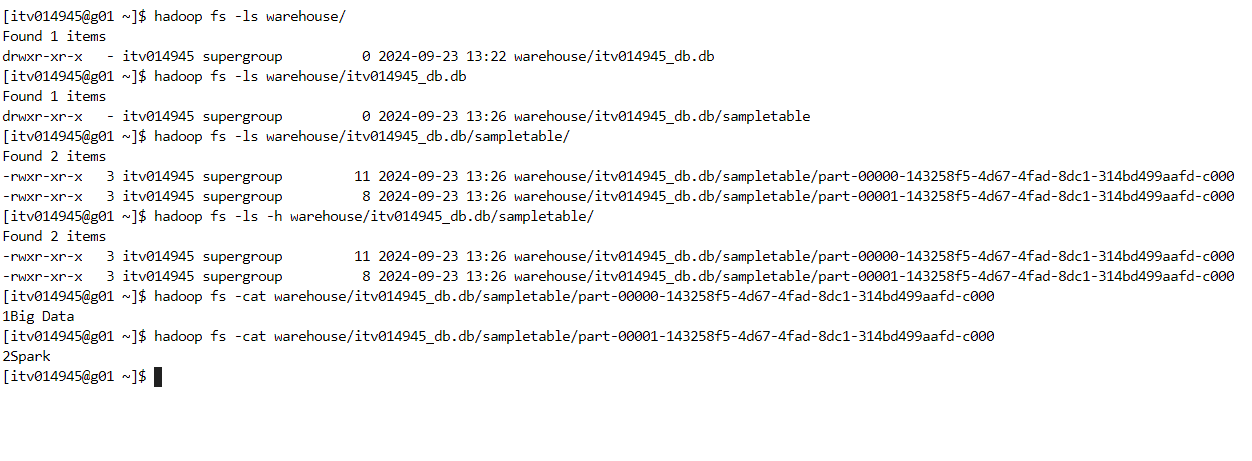 [itv014945@g01 ~]$ hadoop fs -ls warehouse/
Found 1 items
drwxr-xr-x   - itv014945 supergroup          0 2024-09-23 13:22 warehouse/itv014945_db.db
[itv014945@g01 ~]$ hadoop fs -ls warehouse/itv014945_db.db
Found 1 items
drwxr-xr-x   - itv014945 supergroup          0 2024-09-23 13:26 warehouse/itv014945_db.db/sampletable
[itv014945@g01 ~]$ hadoop fs -ls warehouse/itv014945_db.db/sampletable/
Found 2 items
-rwxr-xr-x   3 itv014945 supergroup         11 2024-09-23 13:26 warehouse/itv014945_db.db/sampletable/part-00000-143258f5-4d67-4fad-8dc1-314bd499aafd-c000
-rwxr-xr-x   3 itv014945 supergroup          8 2024-09-23 13:26 warehouse/itv014945_db.db/sampletable/part-00001-143258f5-4d67-4fad-8dc1-314bd499aafd-c000
[itv014945@g01 ~]$ hadoop fs -ls -h warehouse/itv014945_db.db/sampletable/
Found 2 items
-rwxr-xr-x   3 itv014945 supergroup         11 2024-09-23 13:26 warehouse/itv014945_db.db/sampletable/part-00000-143258f5-4d67-4fad-8dc1-314bd499aafd-c000
-rwxr-xr-x   3 itv014945 supergroup          8 2024-09-23 13:26 warehouse/itv014945_db.db/sampletable/part-00001-143258f5-4d67-4fad-8dc1-314bd499aafd-c000
[itv014945@g01 ~]$ hadoop fs -cat warehouse/itv014945_db.db/sampletable/part-00000-143258f5-4d67-4fad-8dc1-314bd499aafd-c000
1Big Data
[itv014945@g01 ~]$ hadoop fs -cat warehouse/itv014945_db.db/sampletable/part-00001-143258f5-4d67-4fad-8dc1-314bd499aafd-c000
2Spark
[itv014945@g01 ~]$